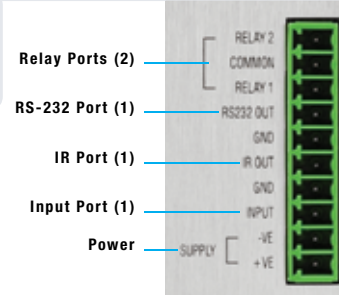 Relay Ports (2)
RS-232 Port (1)
IR Port (1)
Input Port (1)
Power
RELAY 2
COMMON
RELAY 1
RS232 OUT
GND
IR OUT
GND
INPUT
SUPPLY
-VE
+VE